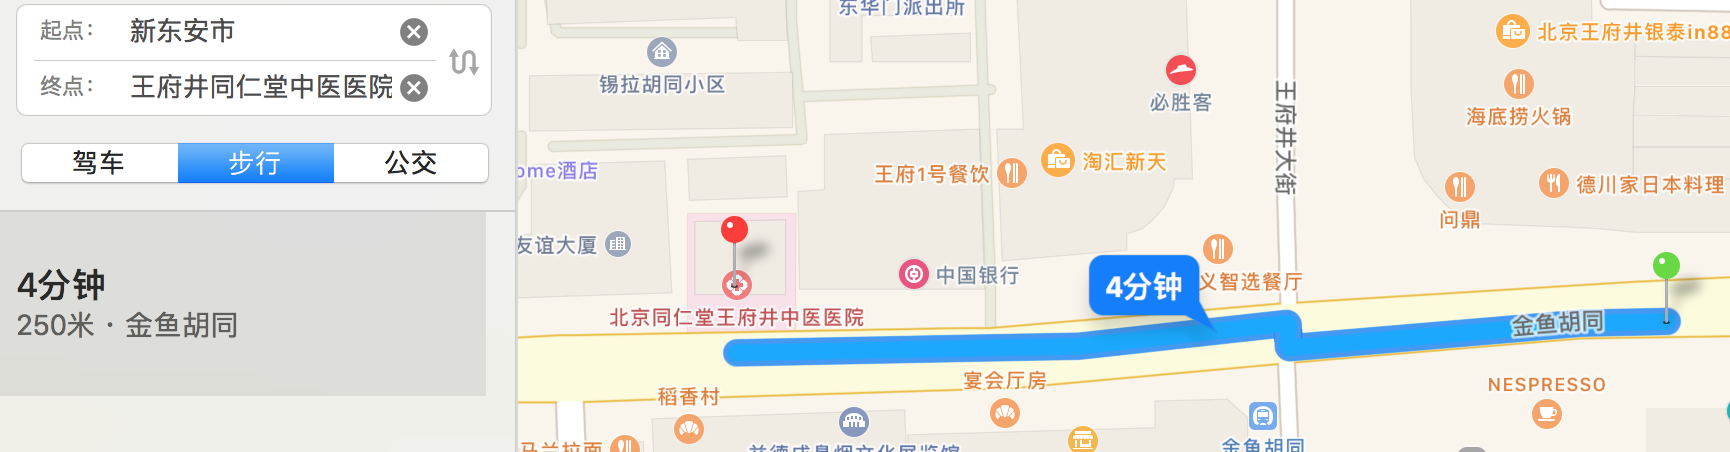 起点：
新东安市
终点：
王府井同仁堂中医医院
驾车
步行
公交
4分钟
250米 · 金鱼胡同
东华门派出所
锡拉胡同小区
ome酒店
友谊大厦
北京同仁堂王府井中医医院
王府1号餐饮
淘汇新天
中国银行
必胜客
王府井大街
北京王府井银泰in88
海底捞火锅
德川家日本料理
问鼎
4分钟
义智选餐厅
金鱼胡同
稻香村
宴会厅房
NESPRESSO
马兰拉面
金鱼胡同